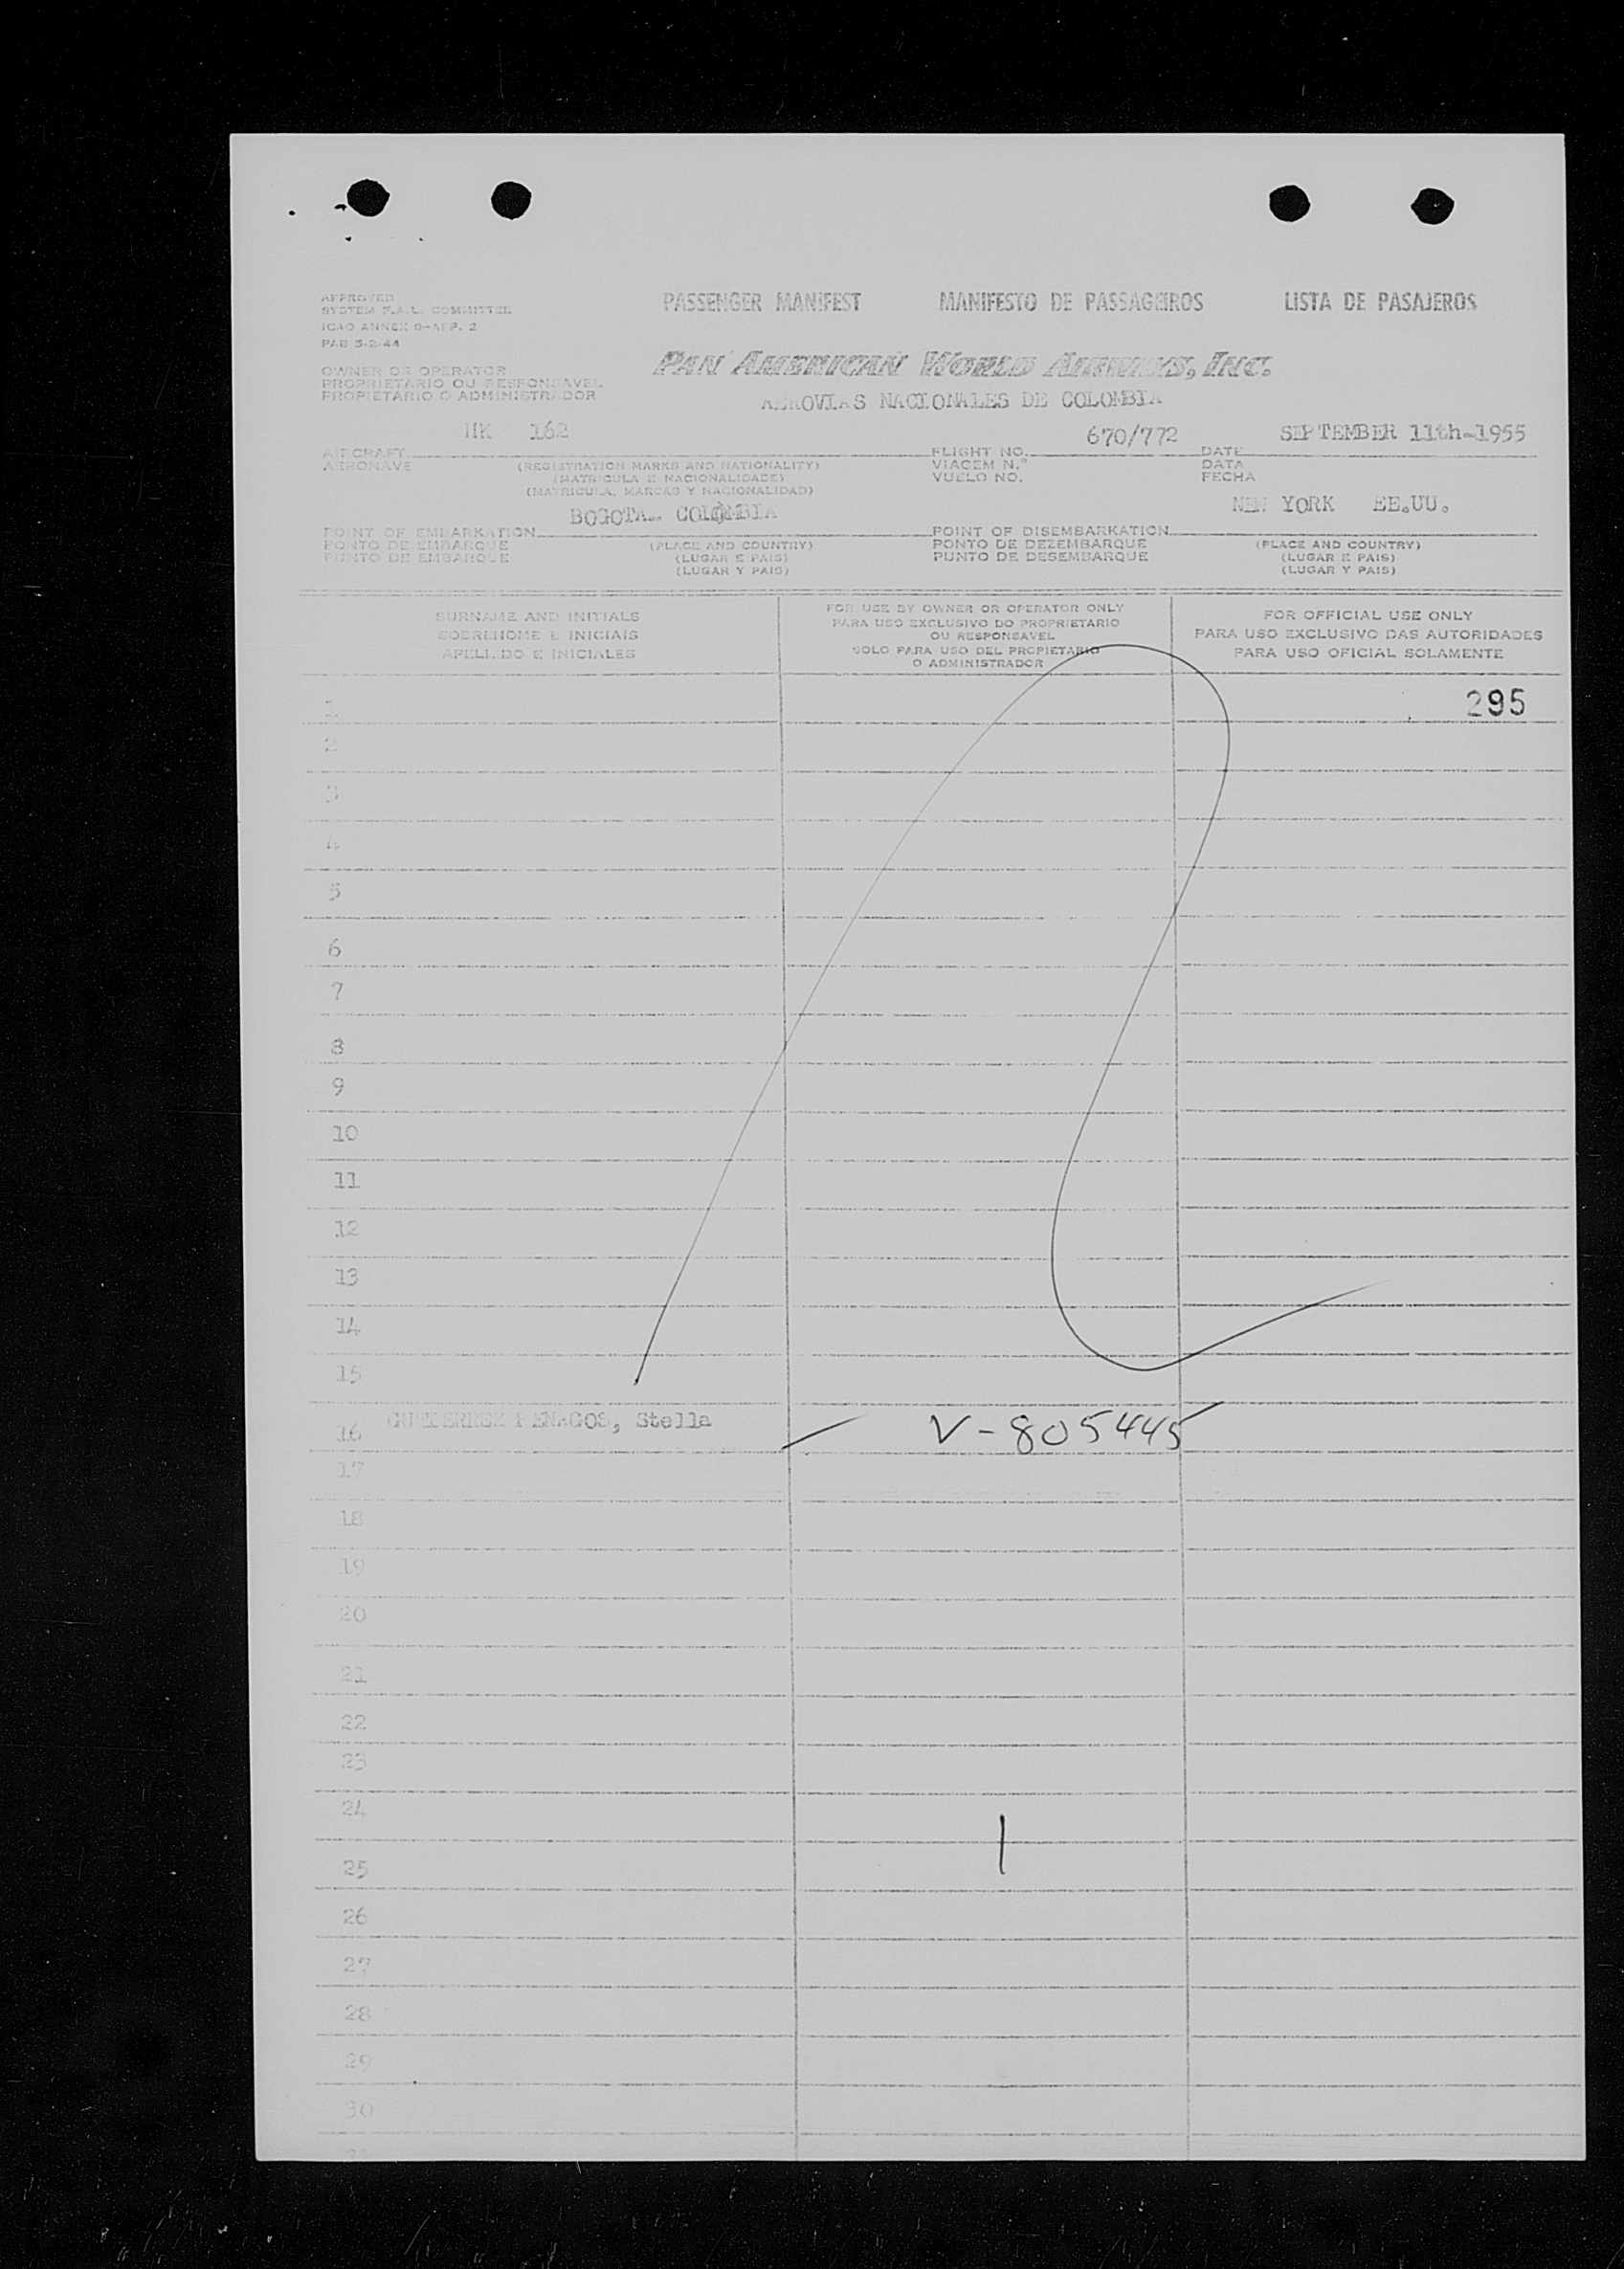 APPROVED
SYSTEM F.A.L. COMMITTEE
ICAO ANNEX 9-APP. 2
PAB 5-2-44
PASSENGER MANIFEST MANIFESTO DE PASSAGEIROS LISTA DE PASAJEROS
OWNER OR OPERATOR
PROPRIETARIO OU RESPONSAVEL
PROPIETARIO O ADMINISTRADOR
PAN AMERICAN WORLD AIRWAYS, INC.
AEROVIAS NACIONALES DE COLOMBIA
HK 162 670/772 SEPTEMBER 11th-1955
AIRCRAFT FLIGHT NO. DATE
AERONAVE (REGISTRATION MARKS AND NATIONALITY) VIAGEM N.º DATA
(MATRICULA E NACIONALIDADE) VUELO NO. FECHA
(MATRICULA, MARCAS Y NACIONALIDAD)
BOGOTA.- COLOMBIA NEW YORK EE.UU.
POINT OF EMBARKATION POINT OF DISEMBARKATION
PONTO DE EMBARQUE (PLACE AND COUNTRY) PONTO DE DEZEMBARQUE (PLACE AND COUNTRY)
PUNTO DE EMBARQUE (LUGAR E PAIS) PUNTO DE DESEMBARQUE (LUGAR E PAIS)
(LUGAR Y PAIS) (LUGAR Y PAIS)
SURNAME AND INITIALS
SOBRENOME E INICIAIS
APELLIDO E INICIALES
FOR USE BY OWNER OR OPERATOR ONLY
PARA USO EXCLUSIVO DO PROPRIETARIO
OU RESPONSAVEL
SOLO PARA USO DEL PROPIETARIO
O ADMINISTRADOR
FOR OFFICIAL USE ONLY
PARA USO EXCLUSIVO DAS AUTORIDADES
PARA USO OFICIAL SOLAMENTE
1 295
2
3
4
5
6
7
8
9
10
11
12
13
14
15
16 GUTIERREZ PENAGOS, Stella V-805445
17
18
19
20
21
22
23
24
25
26
27
28
29
30